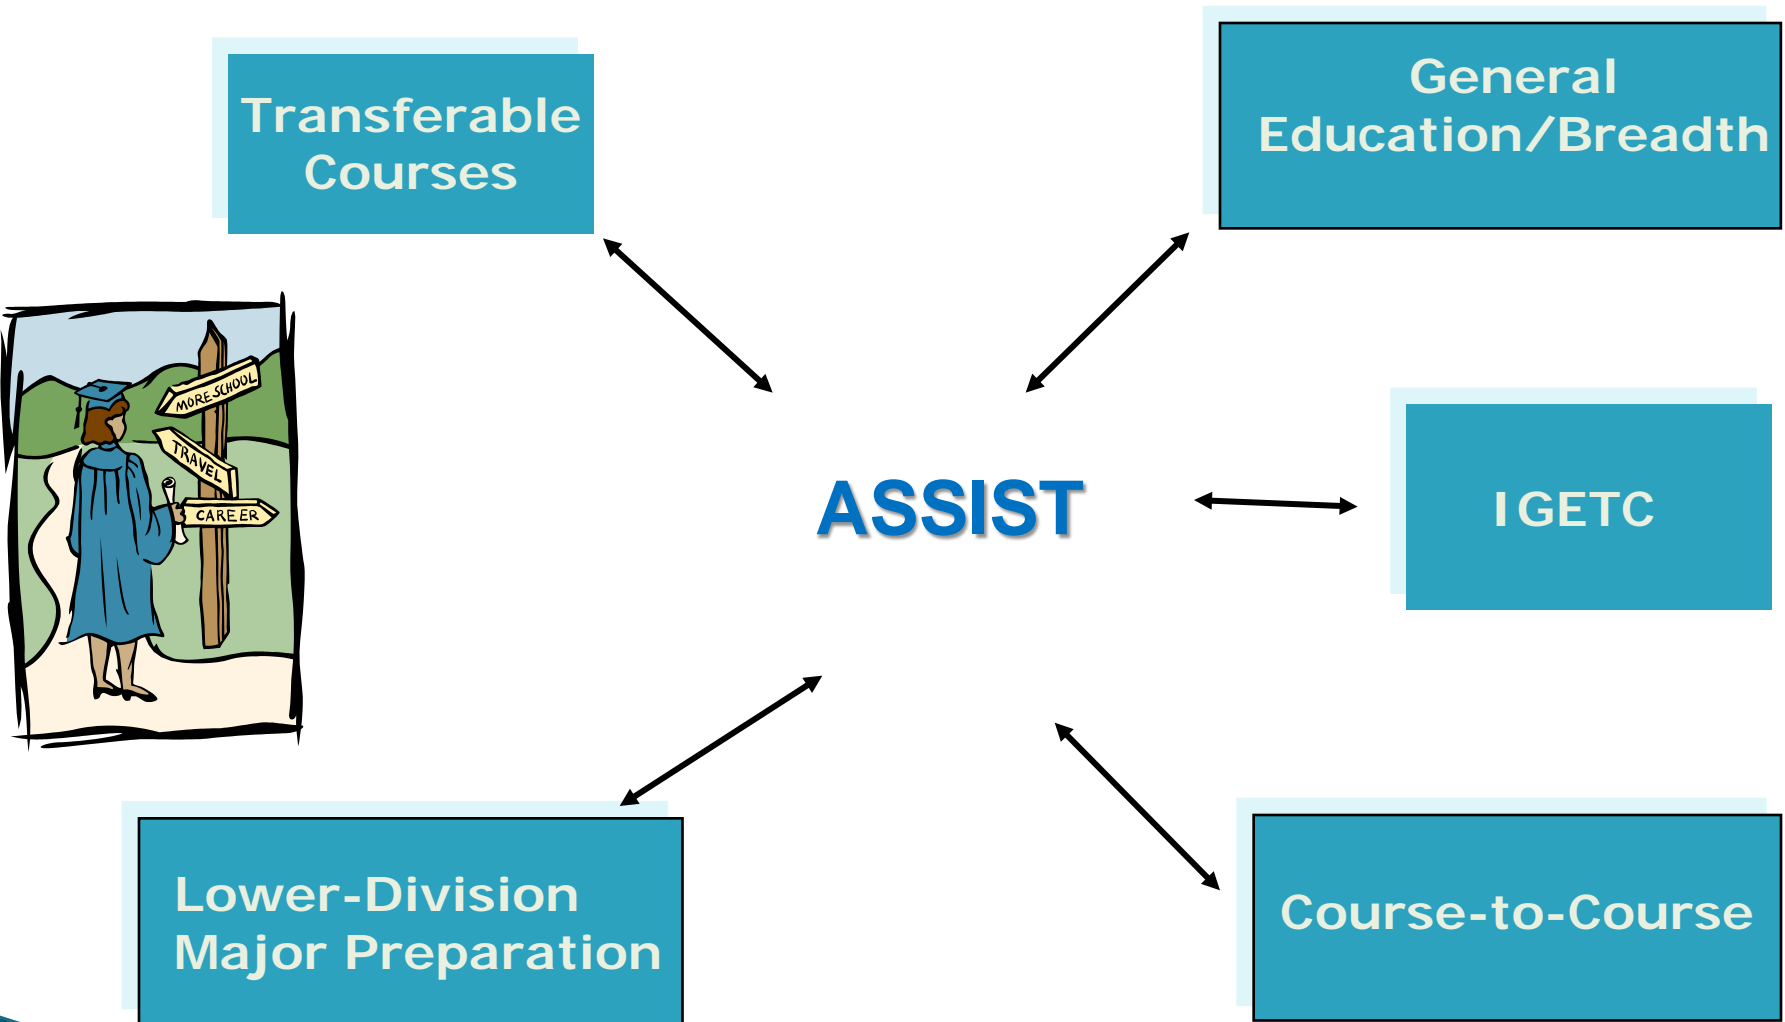 Transferable
Courses
General
Education/Breadth
MORE SCHOOL
TRAVEL
CAREER
ASSIST
IGETC
Lower-Division
Major Preparation
Course-to-Course